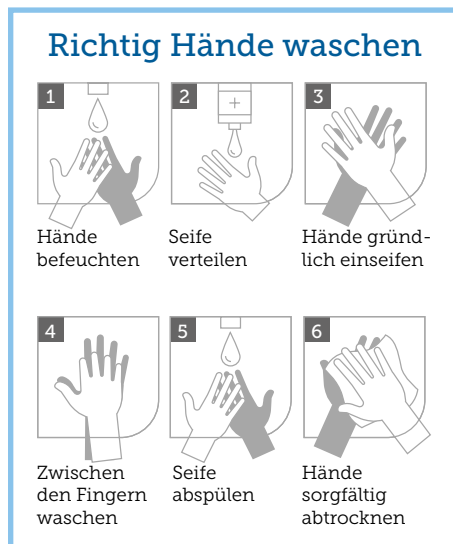 Richtig Hände waschen
1
Hände
befeuchten
2
Seife
verteilen
3
Hände gründ-
lich einseifen
4
Zwischen
den Fingern
waschen
5
Seife
abspülen
6
Hände
sorgfältig
abtrocknen